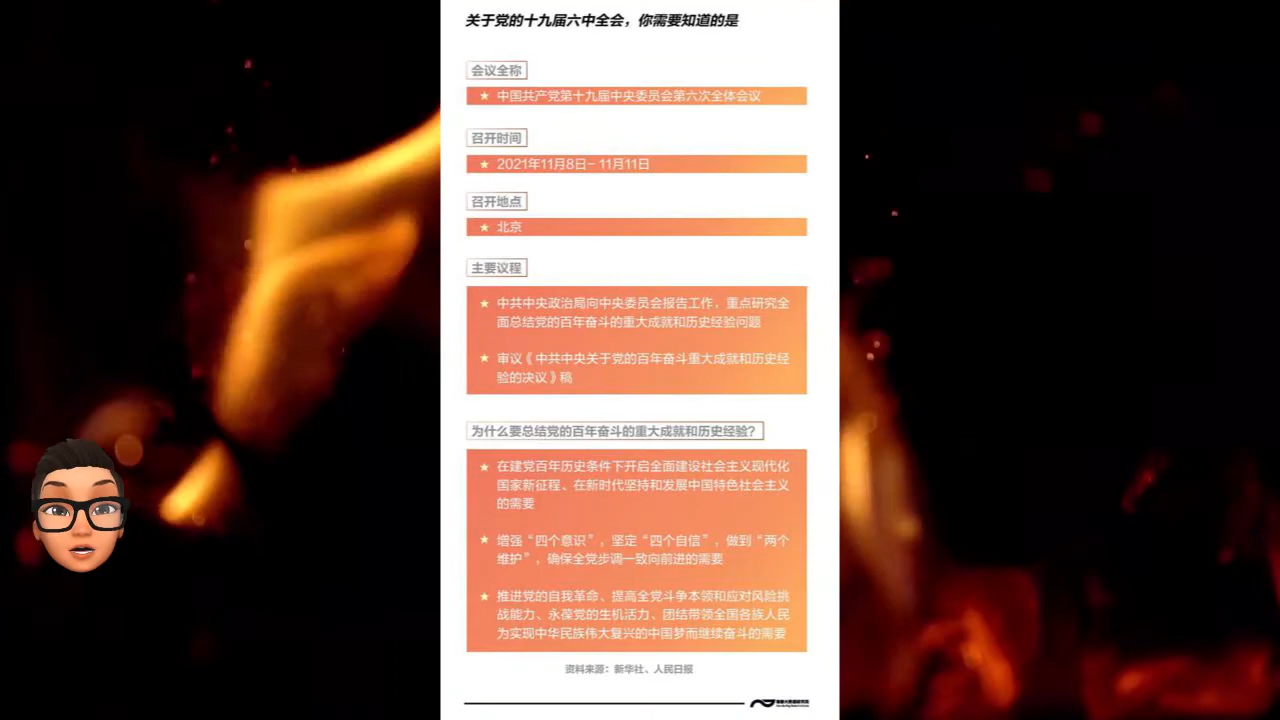 关于党的十九届六中全会，你需要知道的是
会议全称
★ 中国共产党第十九届中央委员会第六次全体会议
召开时间
★ 2021年11月8日- 11月11日
召开地点
★ 北京
主要议程
★ 中共中央政治局向中央委员会报告工作，重点研究全
面总结党的百年奋斗的重大成就和历史经验问题
★ 审议《中共中央关于党的百年奋斗重大成就和历史经
验的决议》稿
为什么要总结党的百年奋斗的重大成就和历史经验?
★ 在建党百年历史条件下开启全面建设社会主义现代化
国家新征程、在新时代坚持和发展中国特色社会主义
的需要
★ 增强“四个意识”，坚定“四个自信”，做到“两个
维护”，确保全党步调一致向前进的需要
★ 推进党的自我革命、提高全党斗争本领和应对风险挑
战能力、永葆党的生机活力、团结带领全国各族人民
为实现中华民族伟大复兴的中国梦而继续奋斗的需要
资料来源：新华社、人民日报